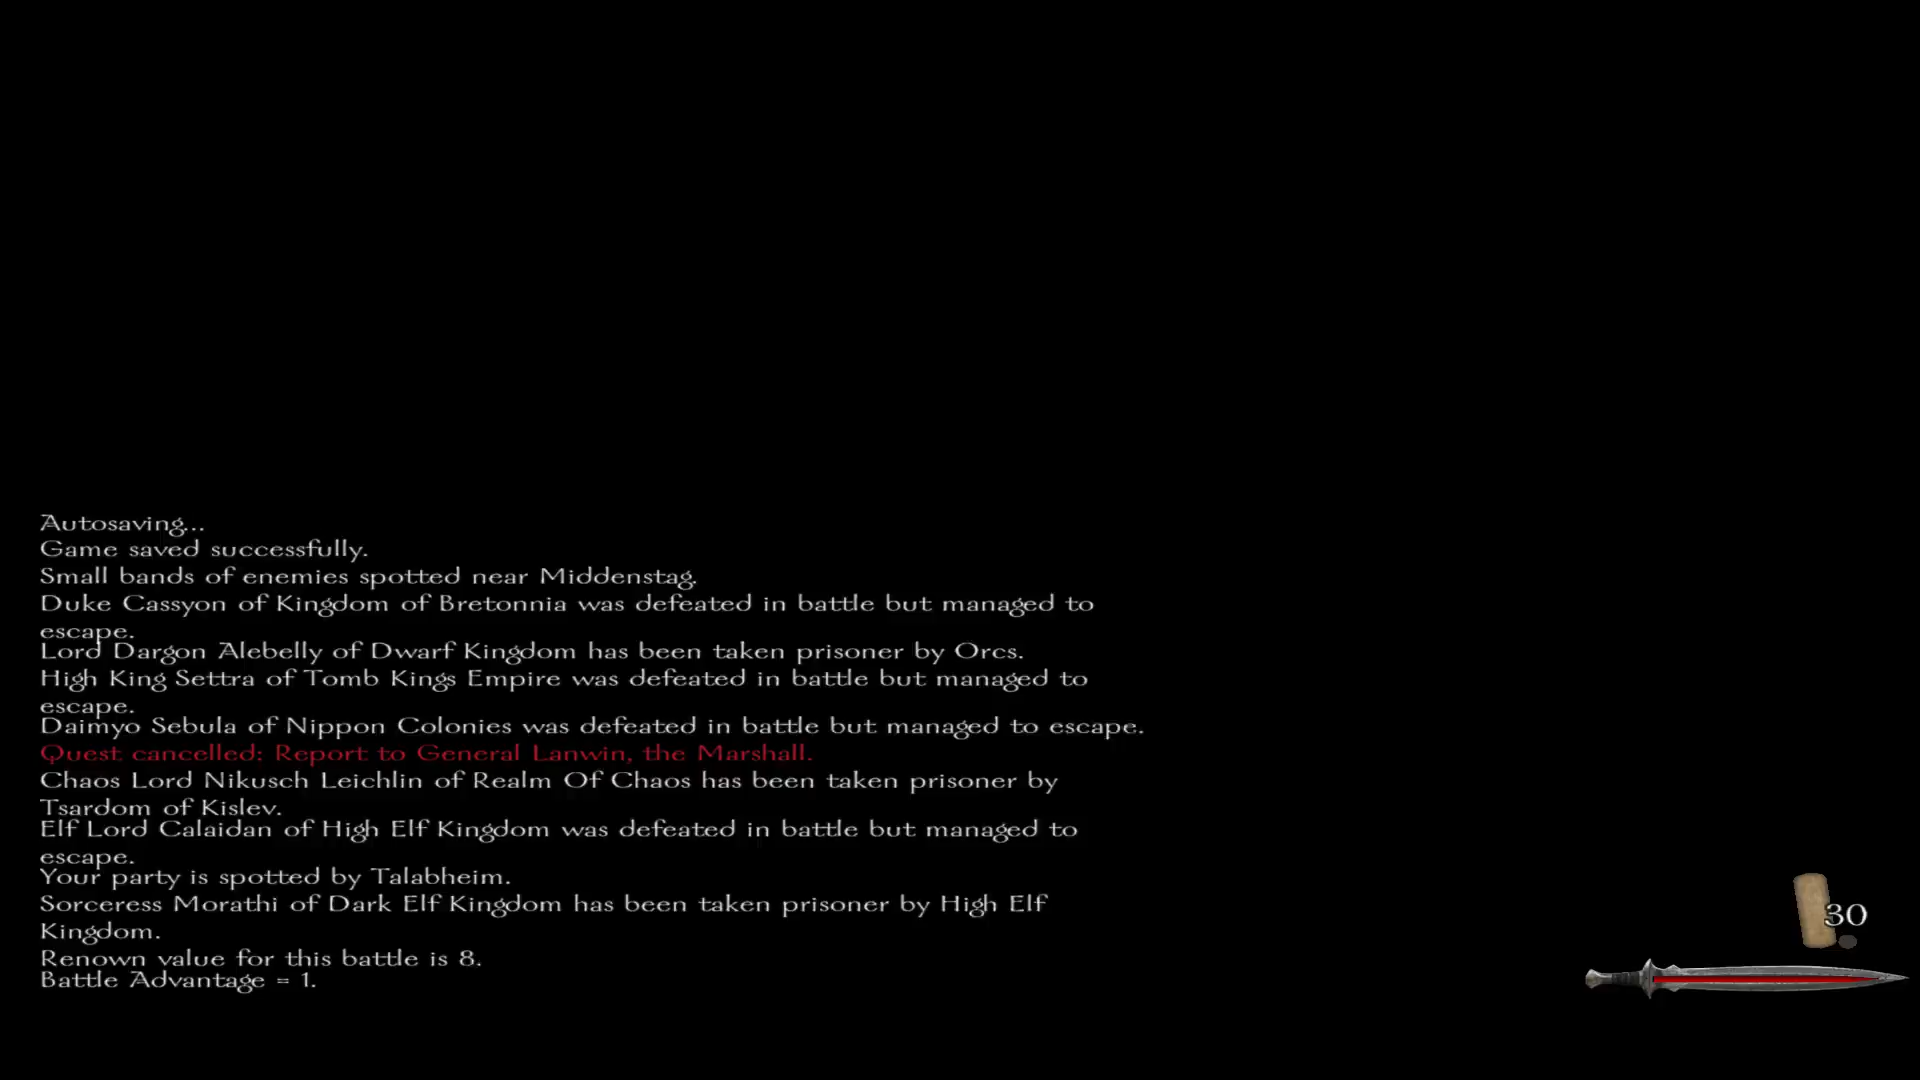 Autosaving...
Game saved successfully.
Small bands of enemies spotted near Middenstag.
Duke Cassyon of Kingdom of Bretonnia was defeated in battle but managed to
escape.
Lord Dargon Alebelly of Dwarf Kingdom has been taken prisoner by Orcs.
High King Settra of Tomb Kings Empire was defeated in battle but managed to
escape.
Daimyo Sebula of Nippon Colonies was defeated in battle but managed to escape.
Quest cancelled: Report to General Lanwin, the Marshall.
Chaos Lord Nikusch Leichlin of Realm Of Chaos has been taken prisoner by
Tsardom of Kislev.
Elf Lord Calaidan of High Elf Kingdom was defeated in battle but managed to
escape.
Your party is spotted by Talabheim.
Sorceress Morathi of Dark Elf Kingdom has been taken prisoner by High Elf
Kingdom.
Renown value for this battle is 8.
Battle Advantage = 1.
30